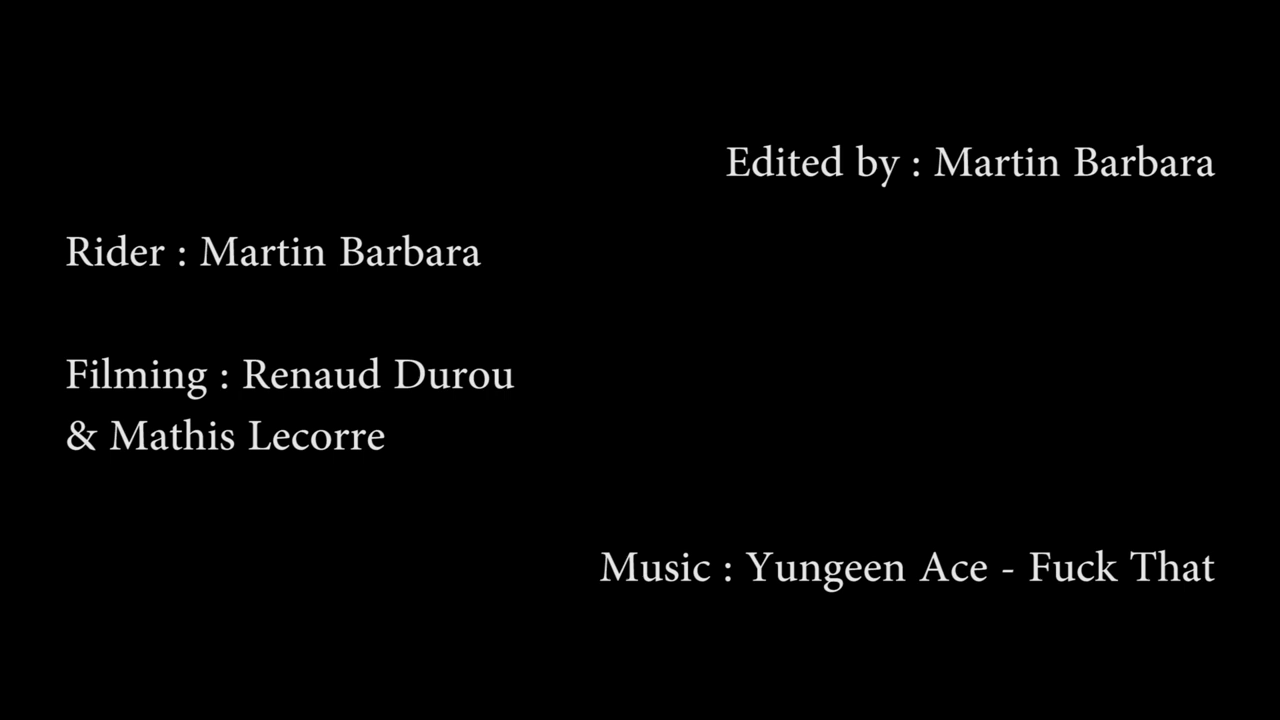 Edited by : Martin Barbara
Rider : Martin Barbara
Filming : Renaud Durou
& Mathis Lecorre
Music : Yungeen Ace - Fuck That